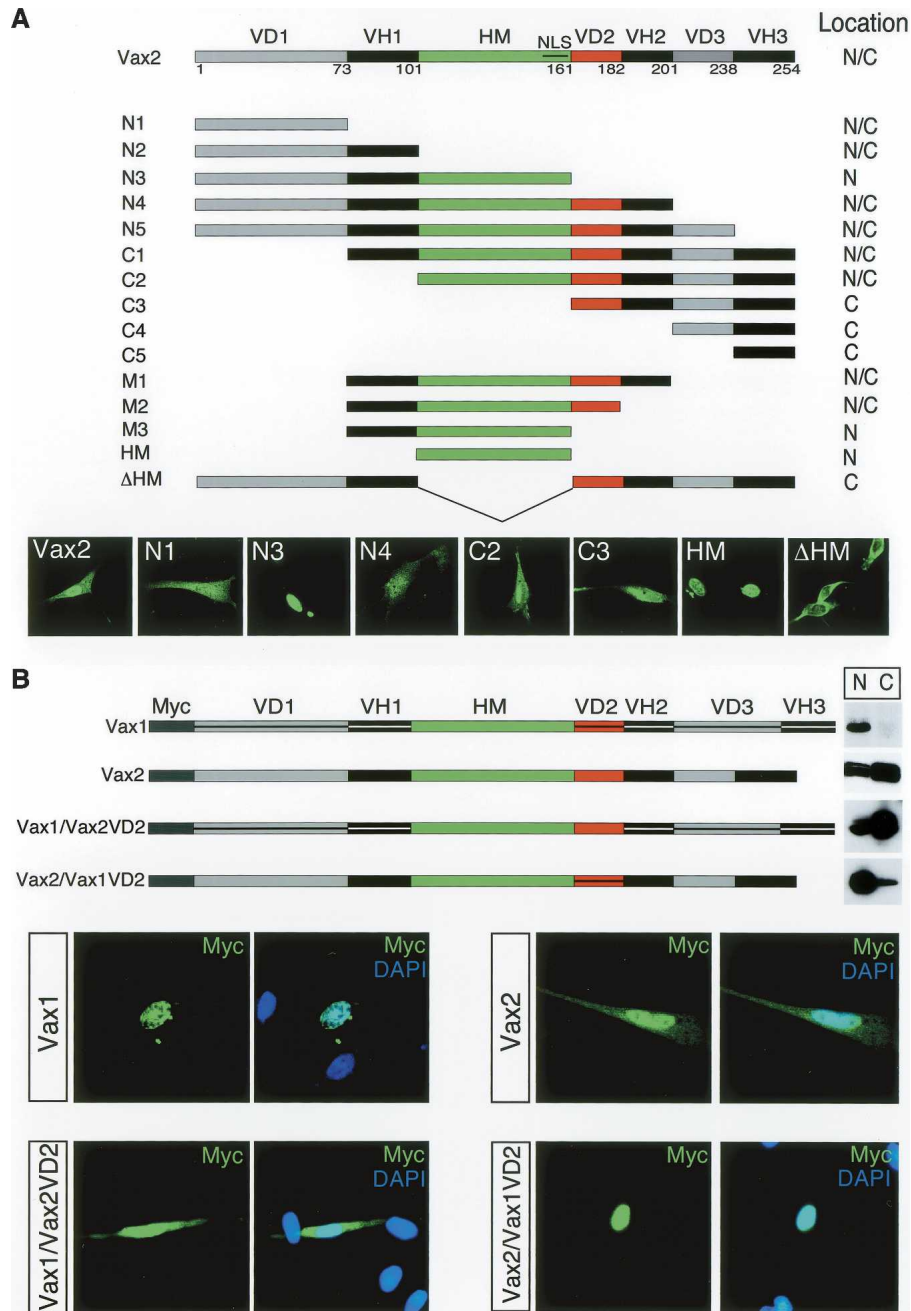 A
Location
VD1 VH1 HM NLS VD2 VH2 VD3 VH3
Vax2 N/C
1 73 101 161 182 201 238 254
N1 N/C
N2 N/C
N3 N
N4 N/C
N5 N/C
C1 N/C
C2 N/C
C3 C
C4 C
C5 C
M1 N/C
M2 N/C
M3 N
HM N
ΔHM C
Vax2 N1 N3 N4 C2 C3 HM ΔHM
B
N C
Myc VD1 VH1 HM VD2 VH2 VD3 VH3
Vax1
Vax2
Vax1/Vax2VD2
Vax2/Vax1VD2
Vax1
Myc
Myc
DAPI
Vax2
Myc
Myc
DAPI
Vax1/Vax2VD2
Myc
Myc
DAPI
Vax2/Vax1VD2
Myc
Myc
DAPI